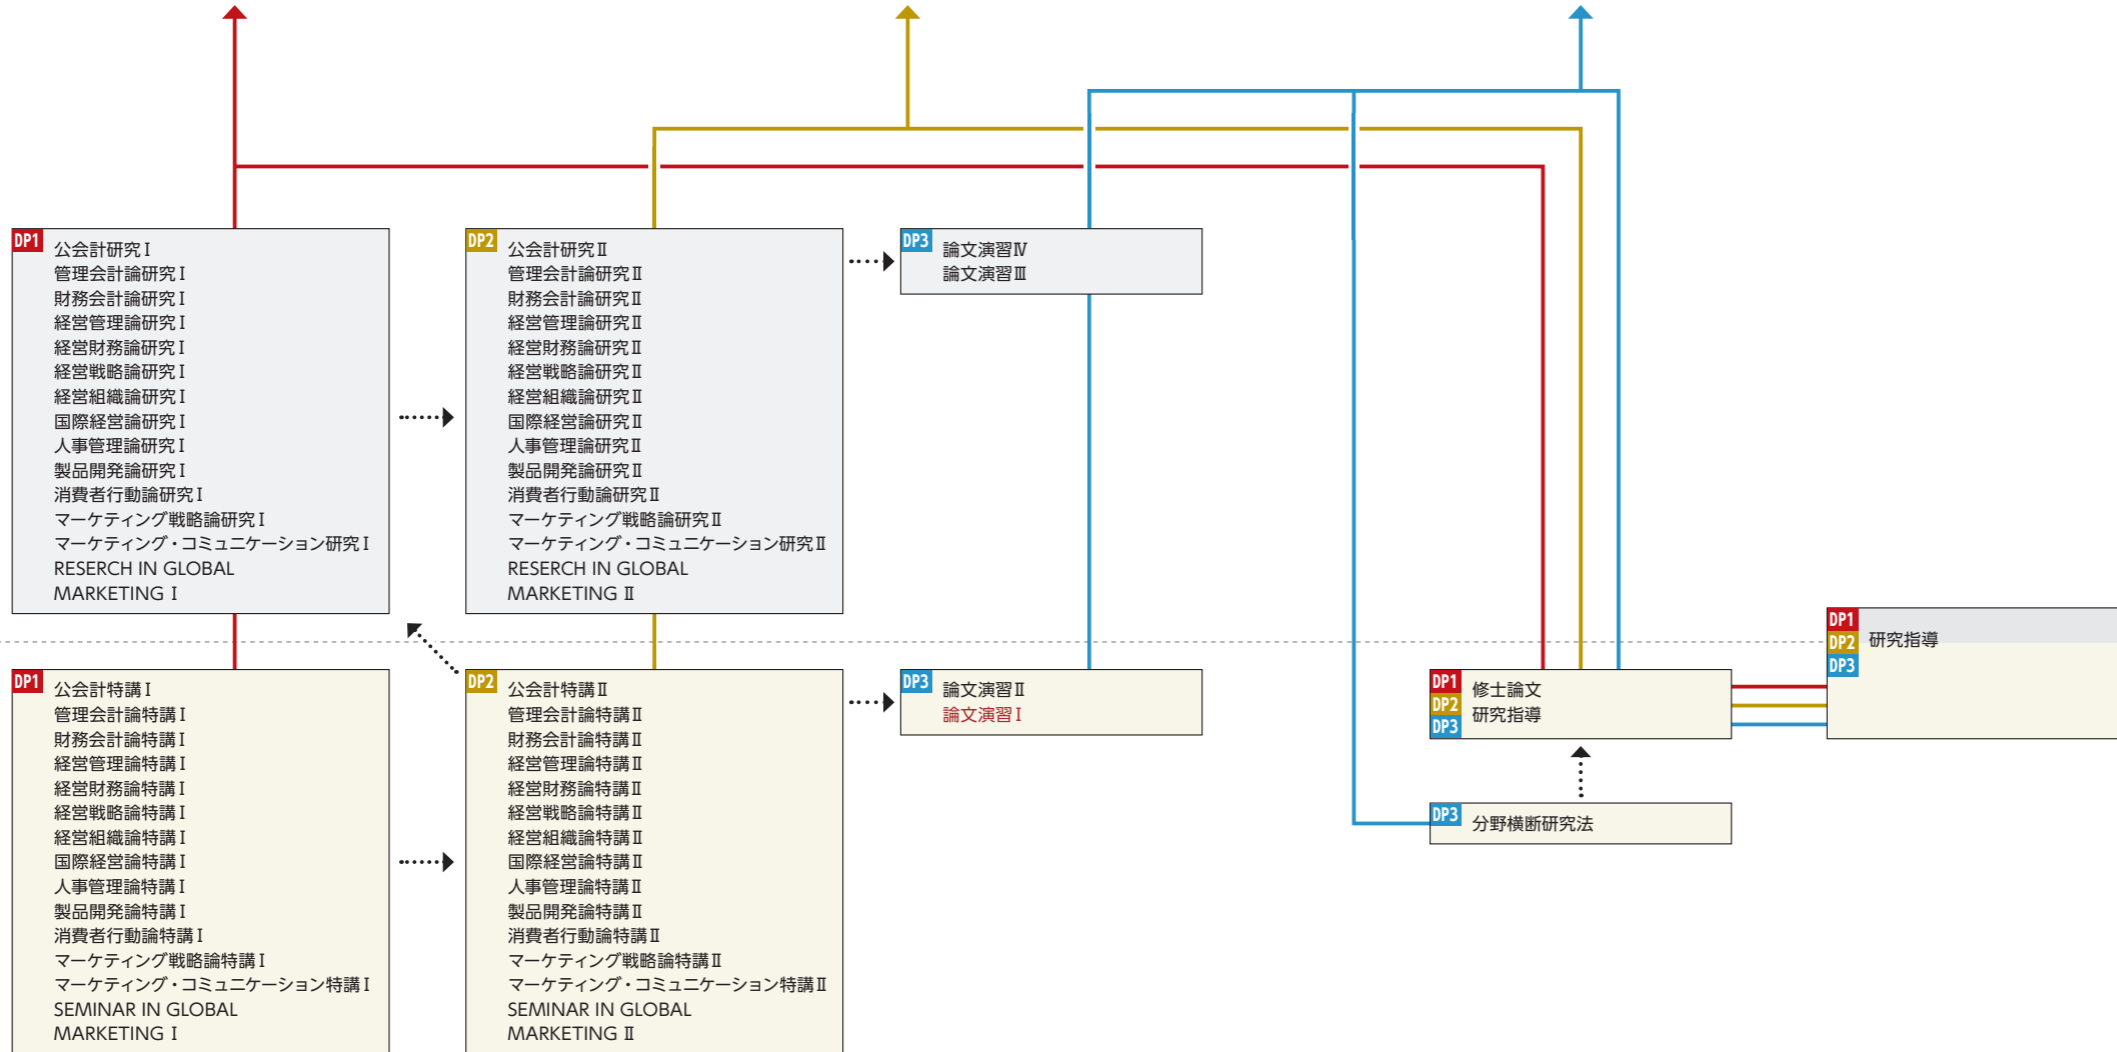 DP1
公会計研究Ⅰ
管理会計論研究Ⅰ
財務会計論研究Ⅰ
経営管理論研究Ⅰ
経営財務論研究Ⅰ
経営戦略論研究Ⅰ
経営組織論研究Ⅰ
国際経営論研究Ⅰ
人事管理論研究Ⅰ
製品開発論研究Ⅰ
消費者行動論研究Ⅰ
マーケティング戦略論研究Ⅰ
マーケティング・コミュニケーション研究Ⅰ
RESERCH IN GLOBAL
MARKETING Ⅰ
DP2
公会計研究Ⅱ
管理会計論研究Ⅱ
財務会計論研究Ⅱ
経営管理論研究Ⅱ
経営財務論研究Ⅱ
経営戦略論研究Ⅱ
経営組織論研究Ⅱ
国際経営論研究Ⅱ
人事管理論研究Ⅱ
製品開発論研究Ⅱ
消費者行動論研究Ⅱ
マーケティング戦略論研究Ⅱ
マーケティング・コミュニケーション研究Ⅱ
RESERCH IN GLOBAL
MARKETING Ⅱ
DP3
論文演習Ⅳ
論文演習Ⅲ
DP1
公会計特講Ⅰ
管理会計論特講Ⅰ
財務会計論特講Ⅰ
経営管理論特講Ⅰ
経営財務論特講Ⅰ
経営戦略論特講Ⅰ
経営組織論特講Ⅰ
国際経営論特講Ⅰ
人事管理論特講Ⅰ
製品開発論特講Ⅰ
消費者行動論特講Ⅰ
マーケティング戦略論特講Ⅰ
マーケティング・コミュニケーション特講Ⅰ
SEMINAR IN GLOBAL
MARKETING Ⅰ
DP2
公会計特講Ⅱ
管理会計論特講Ⅱ
財務会計論特講Ⅱ
経営管理論特講Ⅱ
経営財務論特講Ⅱ
経営戦略論特講Ⅱ
経営組織論特講Ⅱ
国際経営論特講Ⅱ
人事管理論特講Ⅱ
製品開発論特講Ⅱ
消費者行動論特講Ⅱ
マーケティング戦略論特講Ⅱ
マーケティング・コミュニケーション特講Ⅱ
SEMINAR IN GLOBAL
MARKETING Ⅱ
DP3
論文演習Ⅱ
論文演習Ⅰ
DP1
DP2
DP3
修士論文
研究指導
DP3
分野横断研究法
DP1
DP2
DP3
研究指導